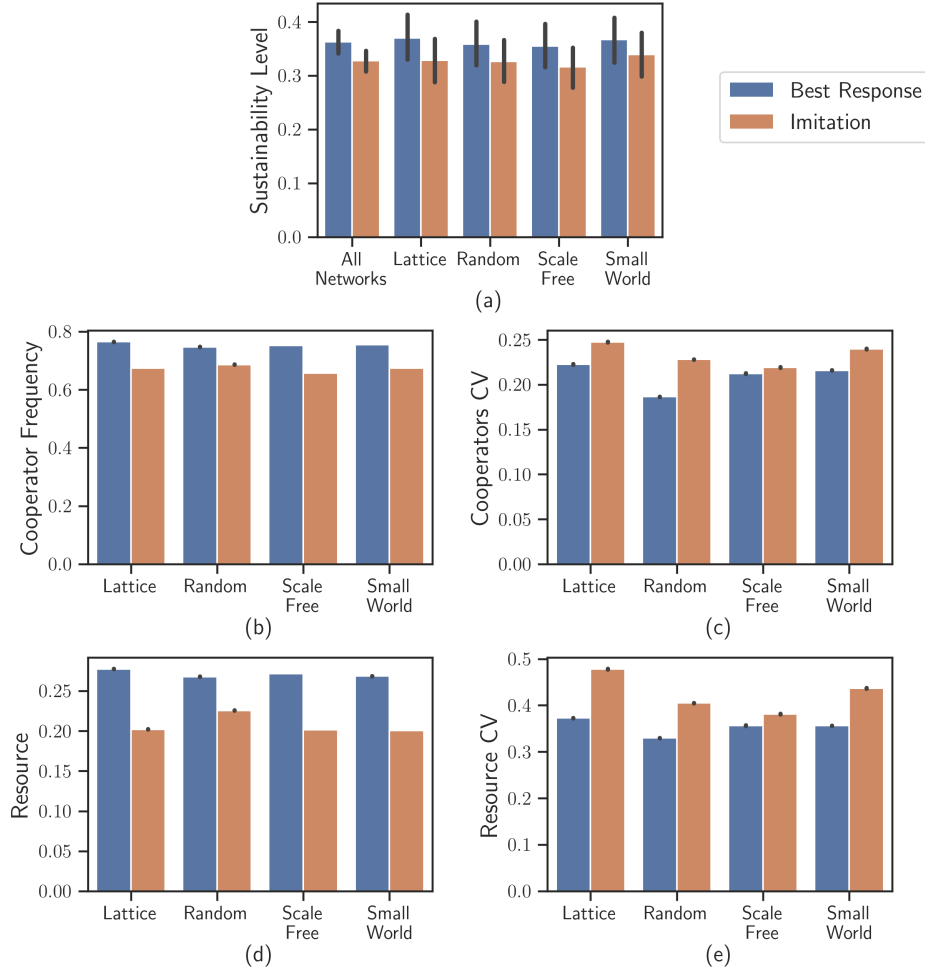 Sustainability Level
0.4
0.3
0.2
0.1
0.0
All
Networks
Lattice
Random
Scale
Free
Small
World
(a)
Best Response
Imitation
Cooperator Frequency
0.8
0.6
0.4
0.2
0.0
Lattice
Random
Scale
Free
Small
World
(b)
Cooperators CV
0.25
0.20
0.15
0.10
0.05
0.00
Lattice
Random
Scale
Free
Small
World
(c)
Resource
0.25
0.20
0.15
0.10
0.05
0.00
Lattice
Random
Scale
Free
Small
World
(d)
Resource CV
0.5
0.4
0.3
0.2
0.1
0.0
Lattice
Random
Scale
Free
Small
World
(e)